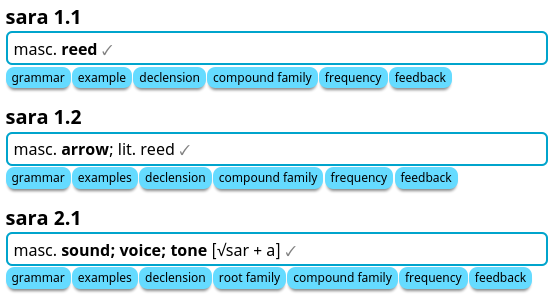 sara 1.1
masc. reed ✓
grammar example declension compound family frequency feedback
sara 1.2
masc. arrow; lit. reed ✓
grammar examples declension compound family frequency feedback
sara 2.1
masc. sound; voice; tone [√sar + a] ✓
grammar examples declension root family compound family frequency feedback